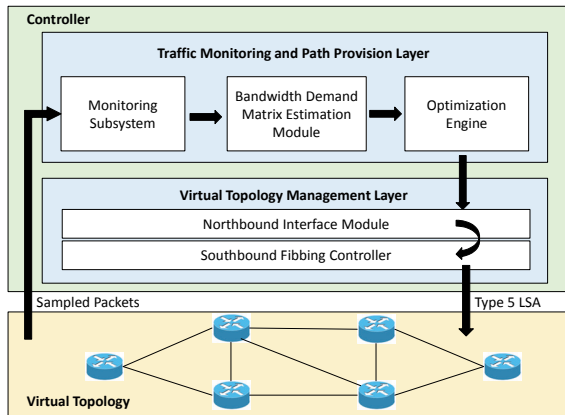 Controller
Traffic Monitoring and Path Provision Layer
Monitoring
Subsystem
Bandwidth Demand
Matrix Estimation
Module
Optimization
Engine
Virtual Topology Management Layer
Northbound Interface Module
Southbound Fibbing Controller
Sampled Packets
Type 5 LSA
Virtual Topology